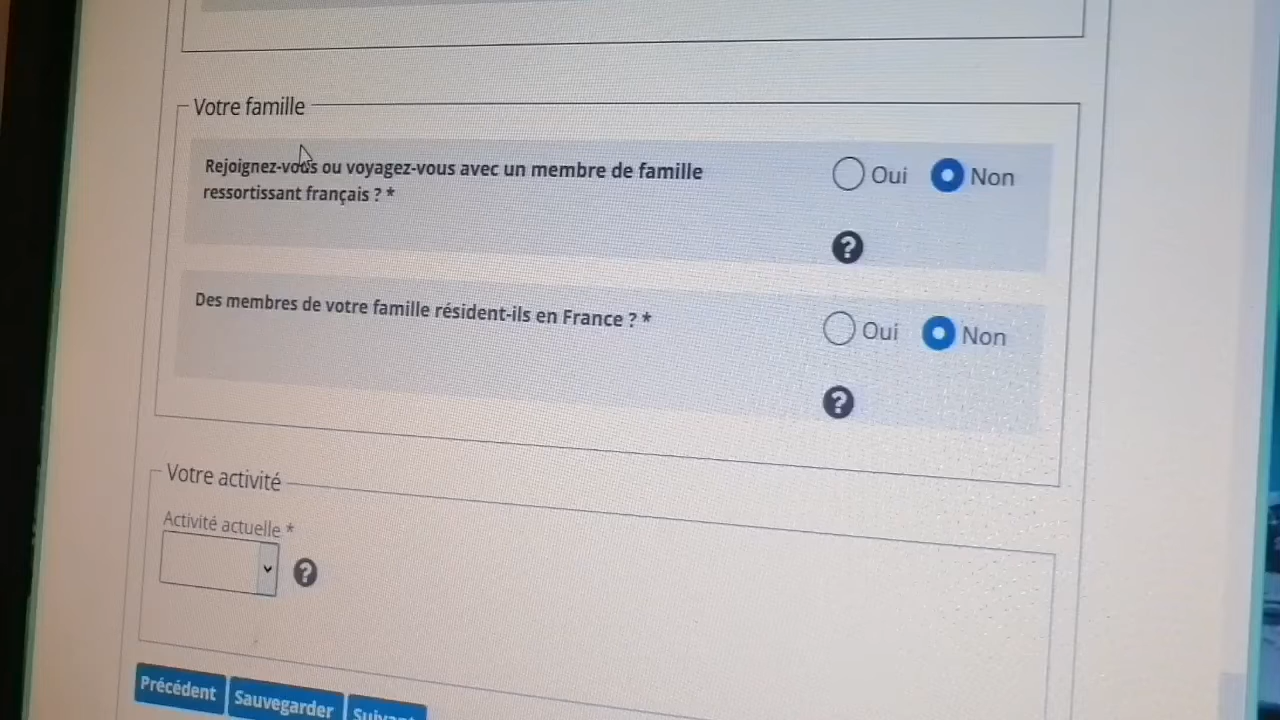 Votre famille
Rejoignez-vous ou voyagez-vous avec un membre de famille
ressortissant français ? *
Oui Non
?
Des membres de votre famille résident-ils en France ? *
Oui Non
?
Votre activité
Activité actuelle *
?
Précédent Sauvegarder Suivant